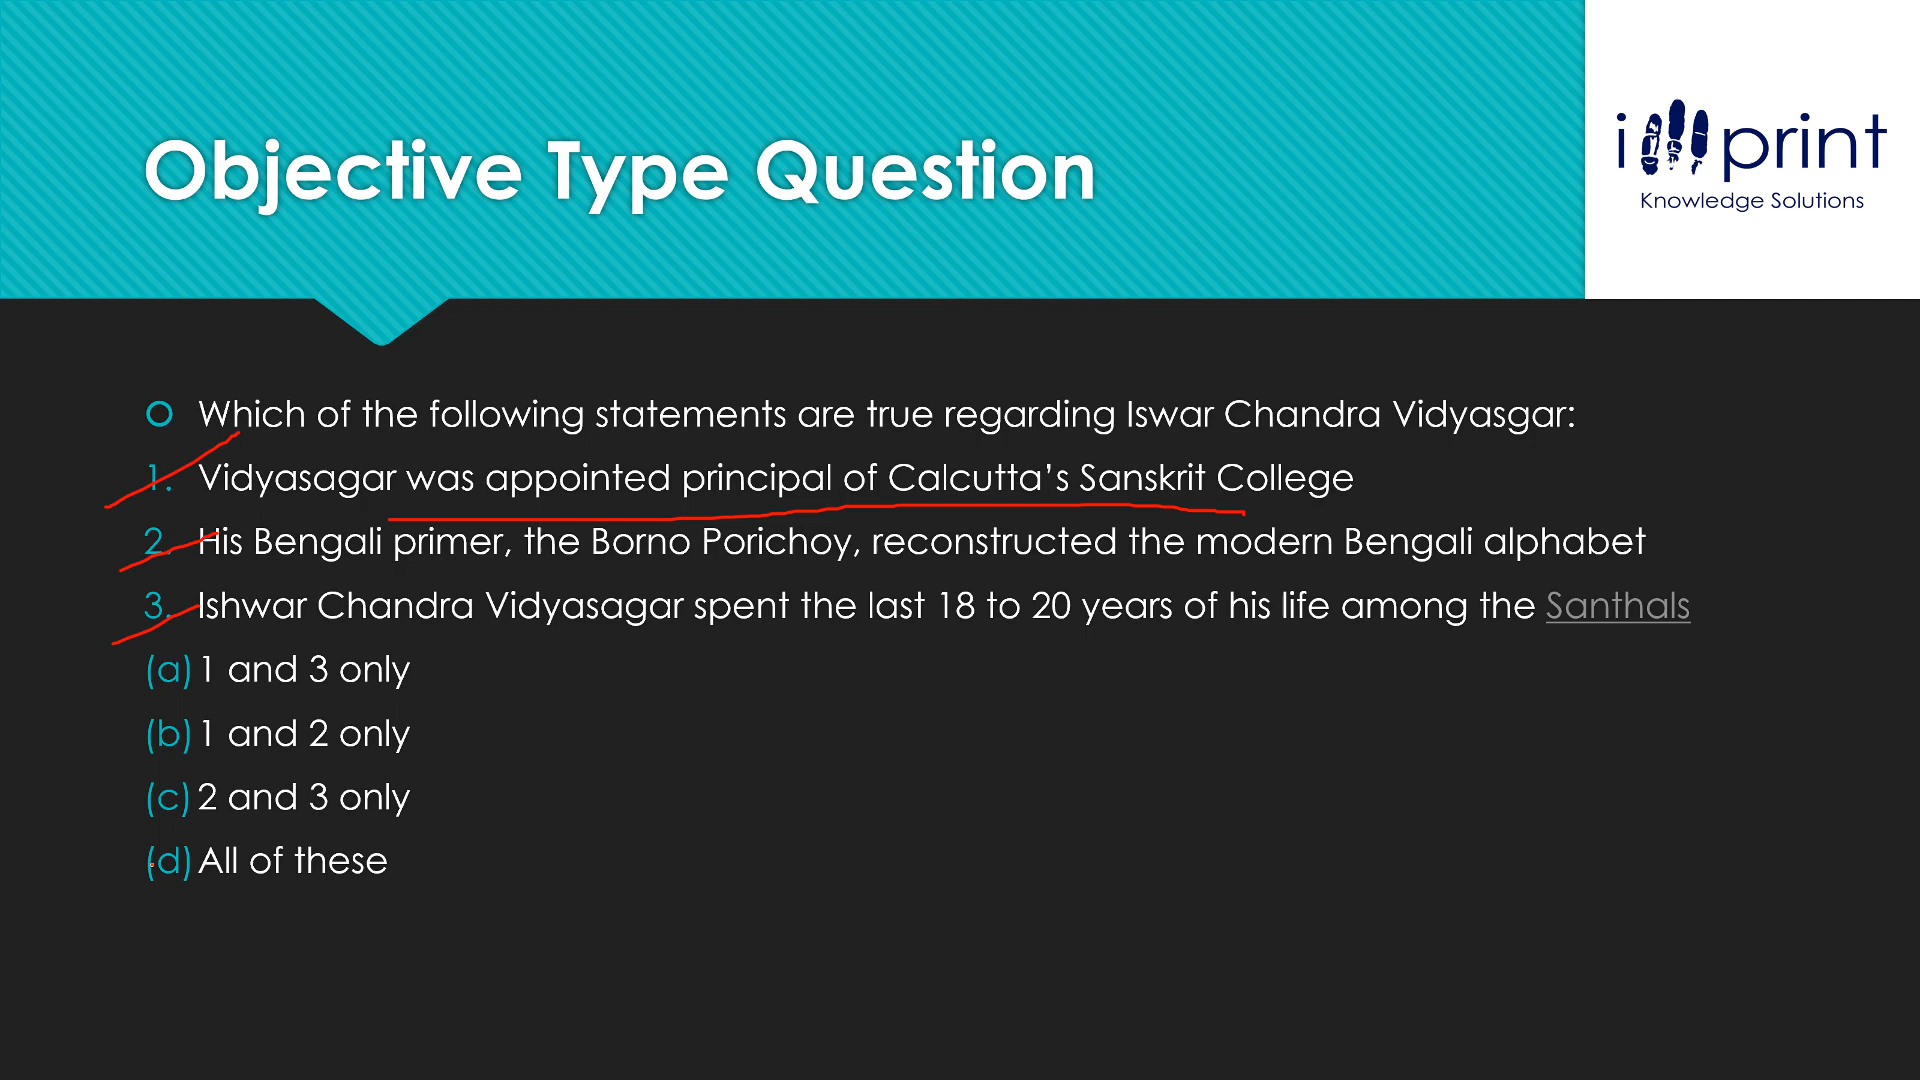 Objective Type Question
i print
Knowledge Solutions
Which of the following statements are true regarding Iswar Chandra Vidyasgar:
1. Vidyasagar was appointed principal of Calcutta's Sanskrit College
2. His Bengali primer, the Borno Porichoy, reconstructed the modern Bengali alphabet
3. Ishwar Chandra Vidyasagar spent the last 18 to 20 years of his life among the Santhals
(a) 1 and 3 only
(b) 1 and 2 only
(c) 2 and 3 only
(d) All of these